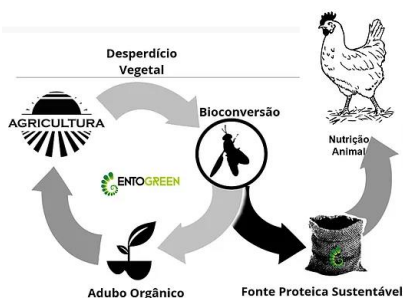 Desperdício
Vegetal
AGRICULTURA
Bioconversão
Nutrição
Animal
ENTOGREEN
Adubo Orgânico
Fonte Proteica Sustentável